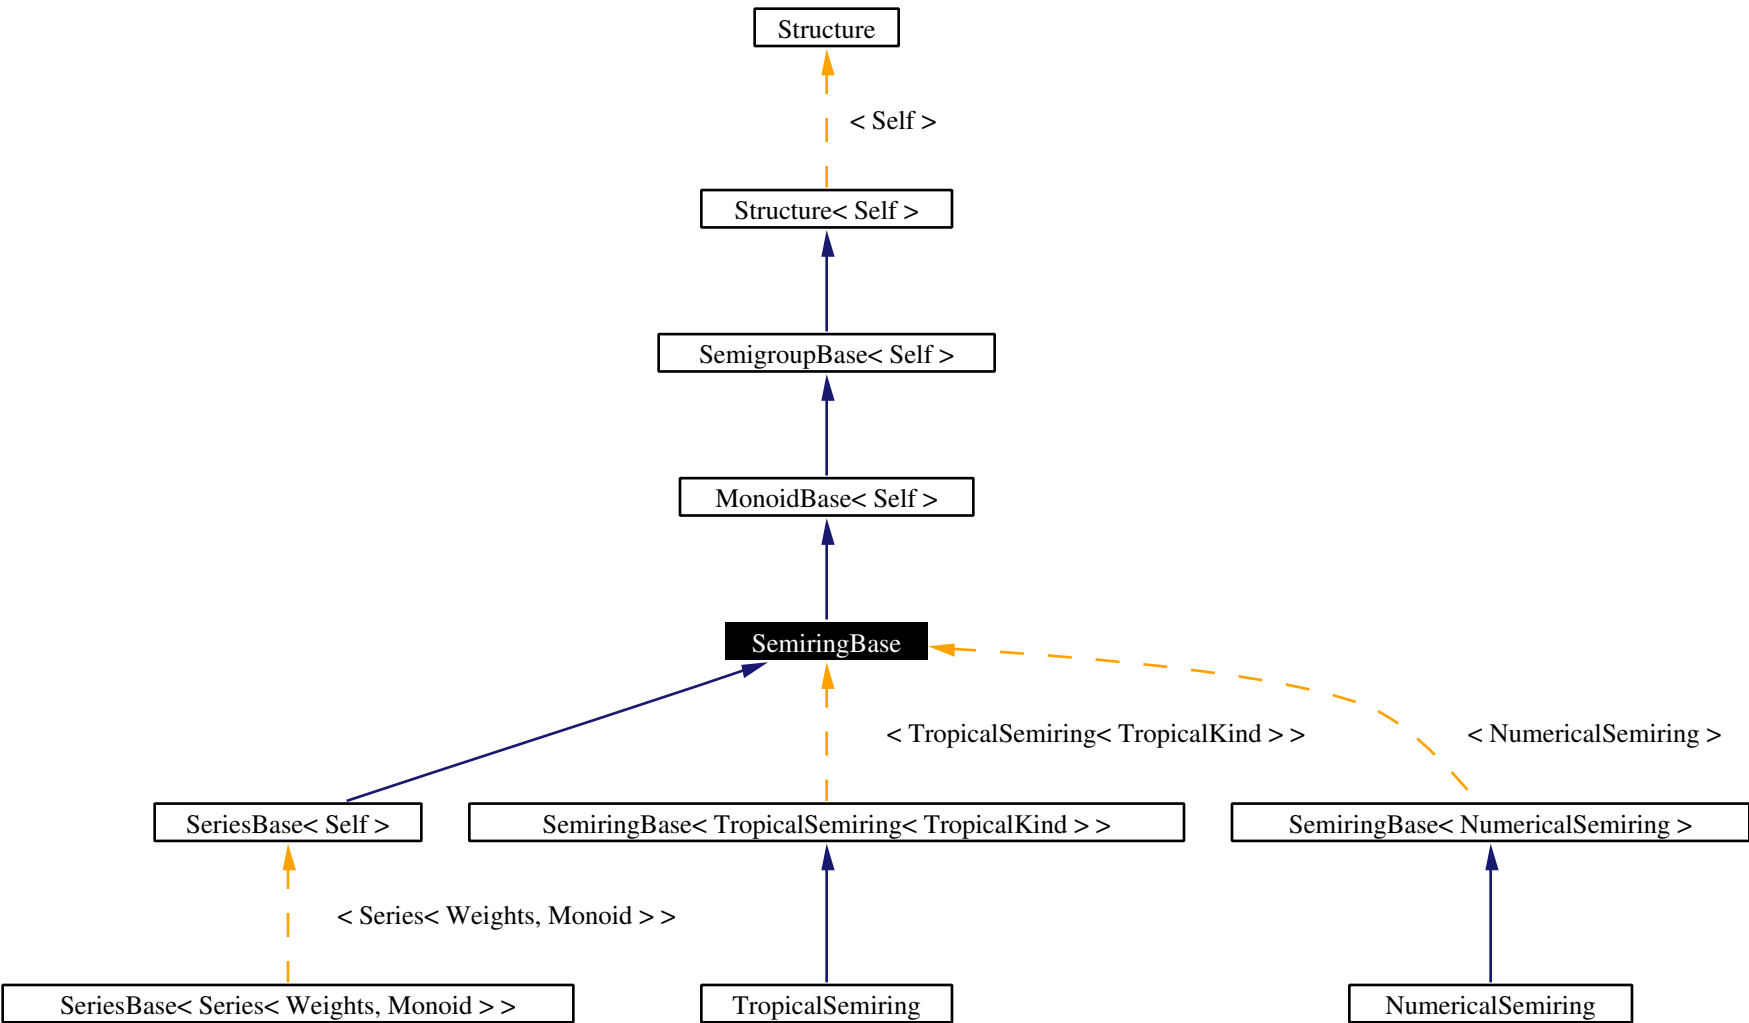 Structure
< Self >
Structure< Self >
SemigroupBase< Self >
MonoidBase< Self >
SemiringBase
< TropicalSemiring< TropicalKind > >
< NumericalSemiring >
SeriesBase< Self >
SemiringBase< TropicalSemiring< TropicalKind > >
SemiringBase< NumericalSemiring >
< Series< Weights, Monoid > >
SeriesBase< Series< Weights, Monoid > >
TropicalSemiring
NumericalSemiring